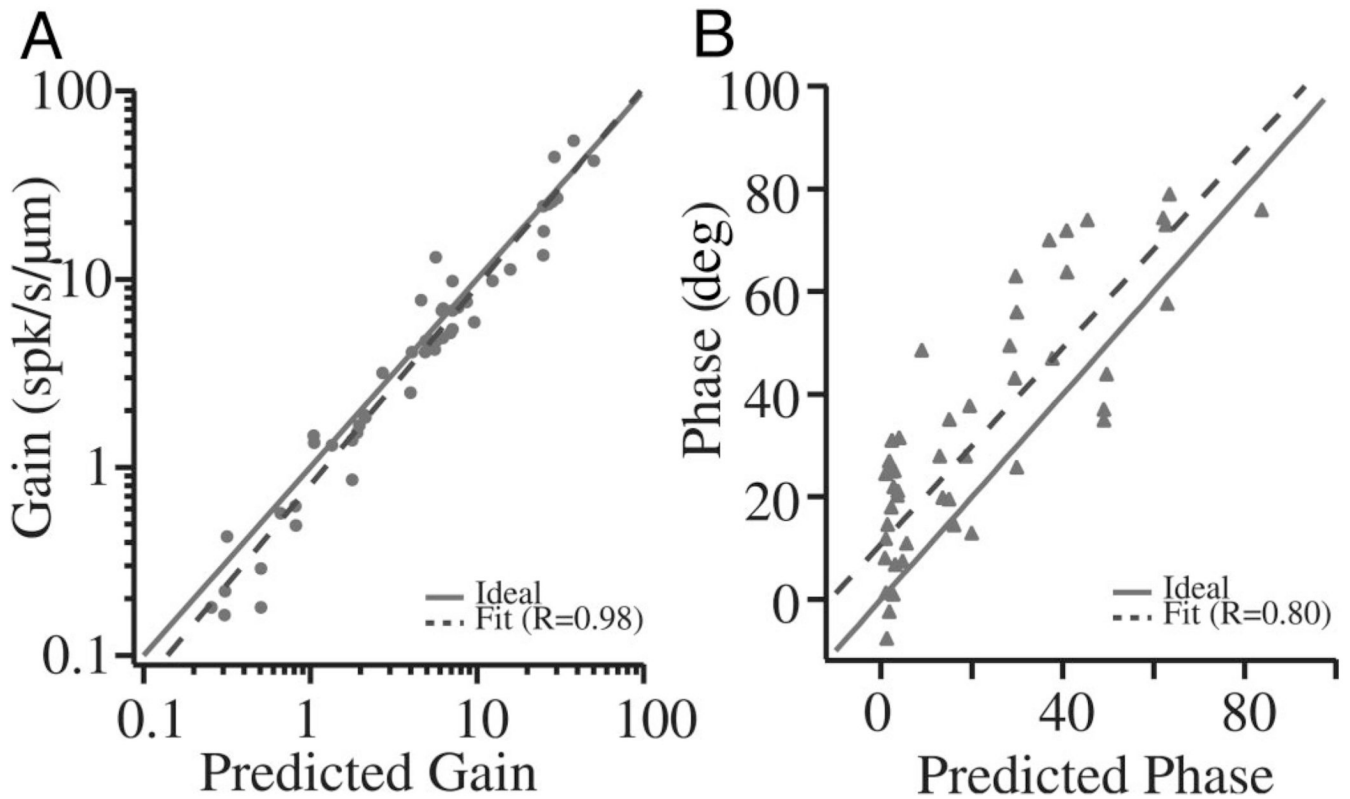 A
100
10
1
0.1
Gain (spk/s/µm)
Ideal
Fit (R=0.98)
0.1 1 10 100
Predicted Gain
B
100
80
60
40
20
0
Phase (deg)
Ideal
Fit (R=0.80)
0 40 80
Predicted Phase